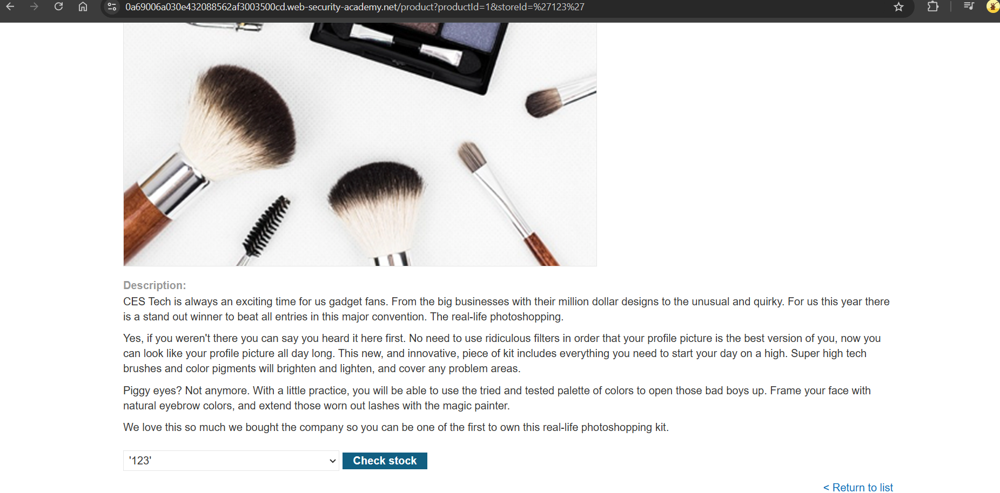 0a69006a030e432088562af3003500cd.web-security-academy.net/product?productId=1&storeId=%27123%27
Description:
CES Tech is always an exciting time for us gadget fans. From the big businesses with their million dollar designs to the unusual and quirky. For us this year there
is a stand out winner to beat all entries in this major convention. The real-life photoshopping.
Yes, if you weren't there you can say you heard it here first. No need to use ridiculous filters in order that your profile picture is the best version of you, now you
can look like your profile picture all day long. This new, and innovative, piece of kit includes everything you need to start your day on a high. Super high tech
brushes and color pigments will brighten and lighten, and cover any problem areas.
Piggy eyes? Not anymore. With a little practice, you will be able to use the tried and tested palette of colors to open those bad boys up. Frame your face with
natural eyebrow colors, and extend those worn out lashes with the magic painter.
We love this so much we bought the company so you can be one of the first to own this real-life photoshopping kit.
'123' Check stock
< Return to list